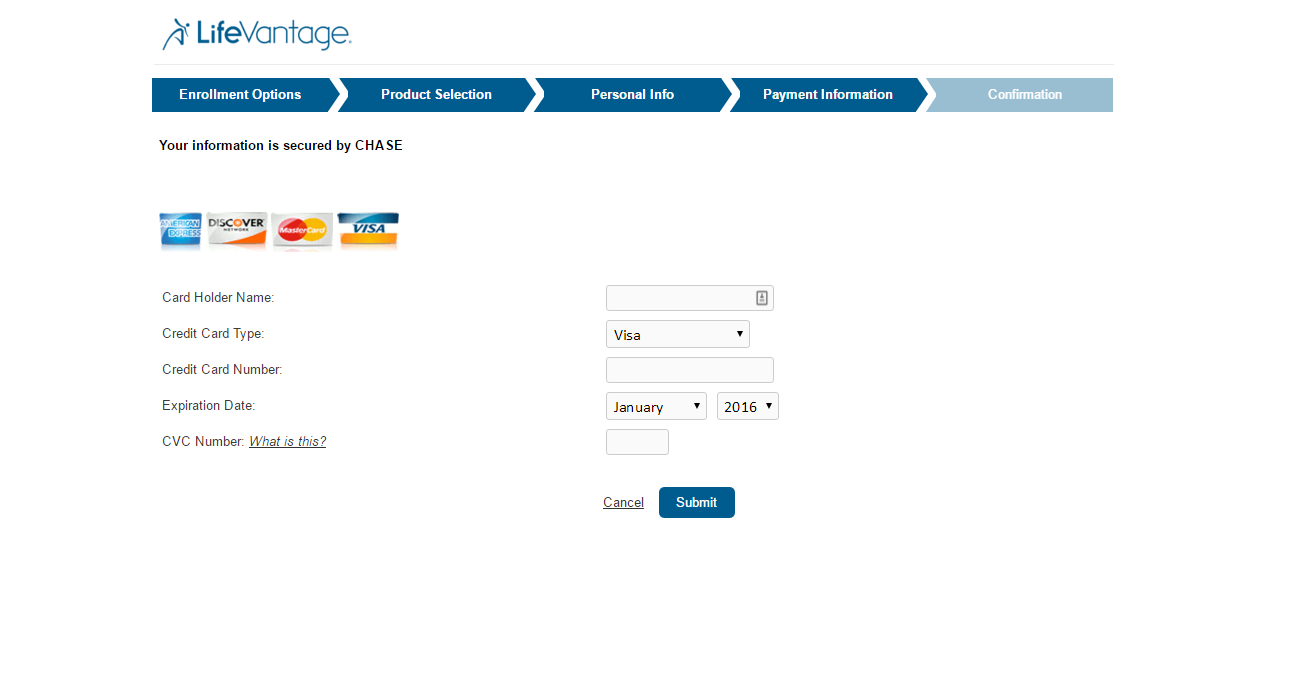 LifeVantage.
Enrollment Options Product Selection Personal Info Payment Information Confirmation
Your information is secured by CHASE
AMERICAN EXPRESS DISCOVER NETWORK MasterCard VISA
Card Holder Name:
Credit Card Type: Visa
Credit Card Number:
Expiration Date: January 2016
CVC Number: What is this?
Cancel Submit